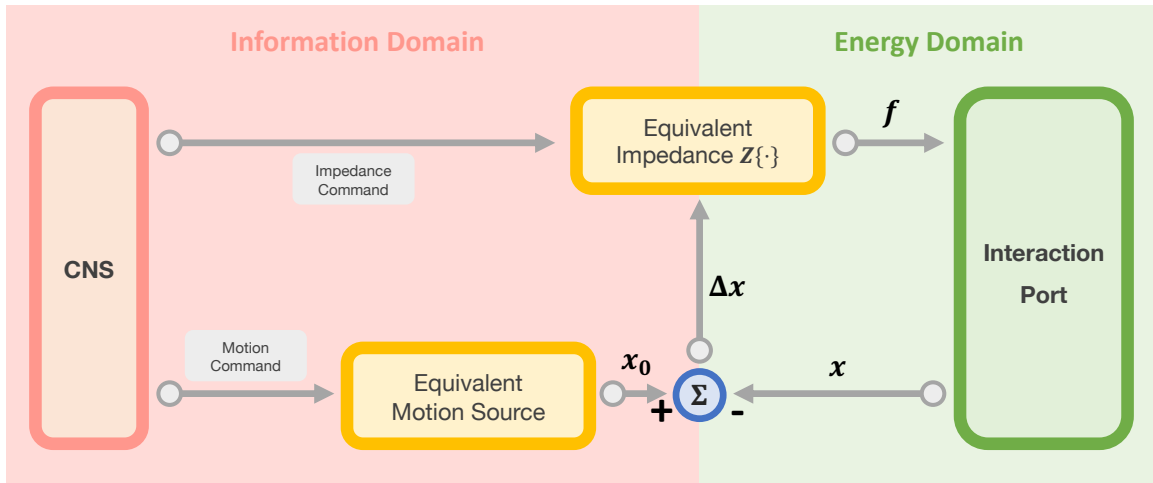 Information Domain
Energy Domain
CNS
Impedance
Command
Equivalent
Impedance Z{·}
f
Interaction
Port
Δx
Motion
Command
Equivalent
Motion Source
x₀
+
Σ
-
x